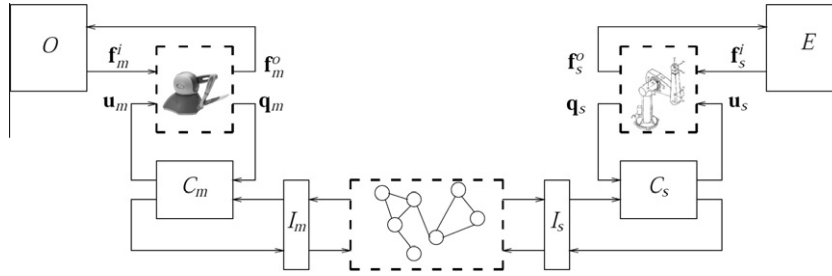 O
f_m^i
f_m^o
u_m
q_m
C_m
I_m
f_s^o
f_s^i
E
q_s
u_s
I_s
C_s